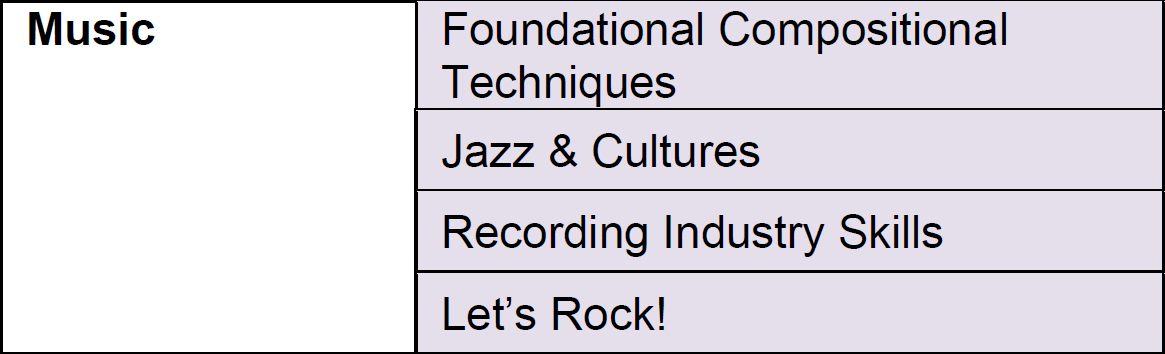 Music
Foundational Compositional
Techniques
Jazz & Cultures
Recording Industry Skills
Let’s Rock!